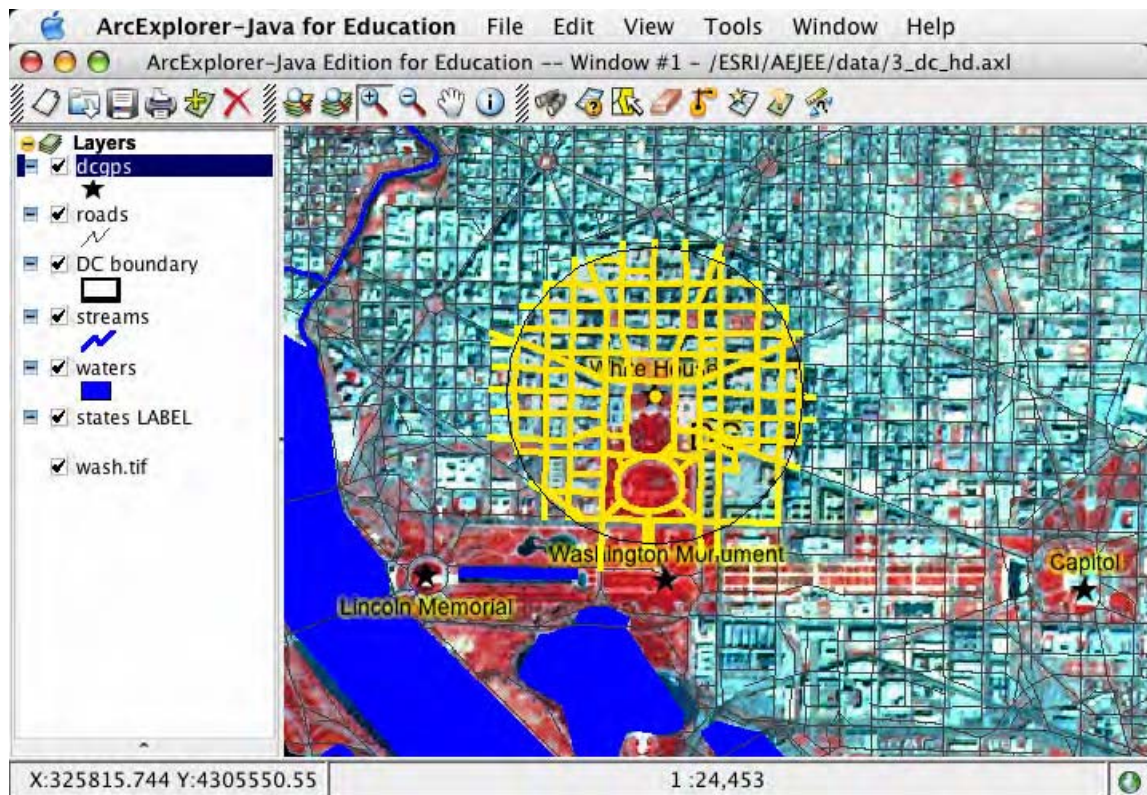 ArcExplorer-Java for Education File Edit View Tools Window Help
ArcExplorer-Java Edition for Education -- Window #1 - /ESRI/AEJEE/data/3_dc_hd.axl
Layers
dcgps
roads
DC boundary
streams
waters
states LABEL
wash.tif
White House
Washington Monument
Capitol
Lincoln Memorial
X:325815.744 Y:4305550.55 1 :24,453